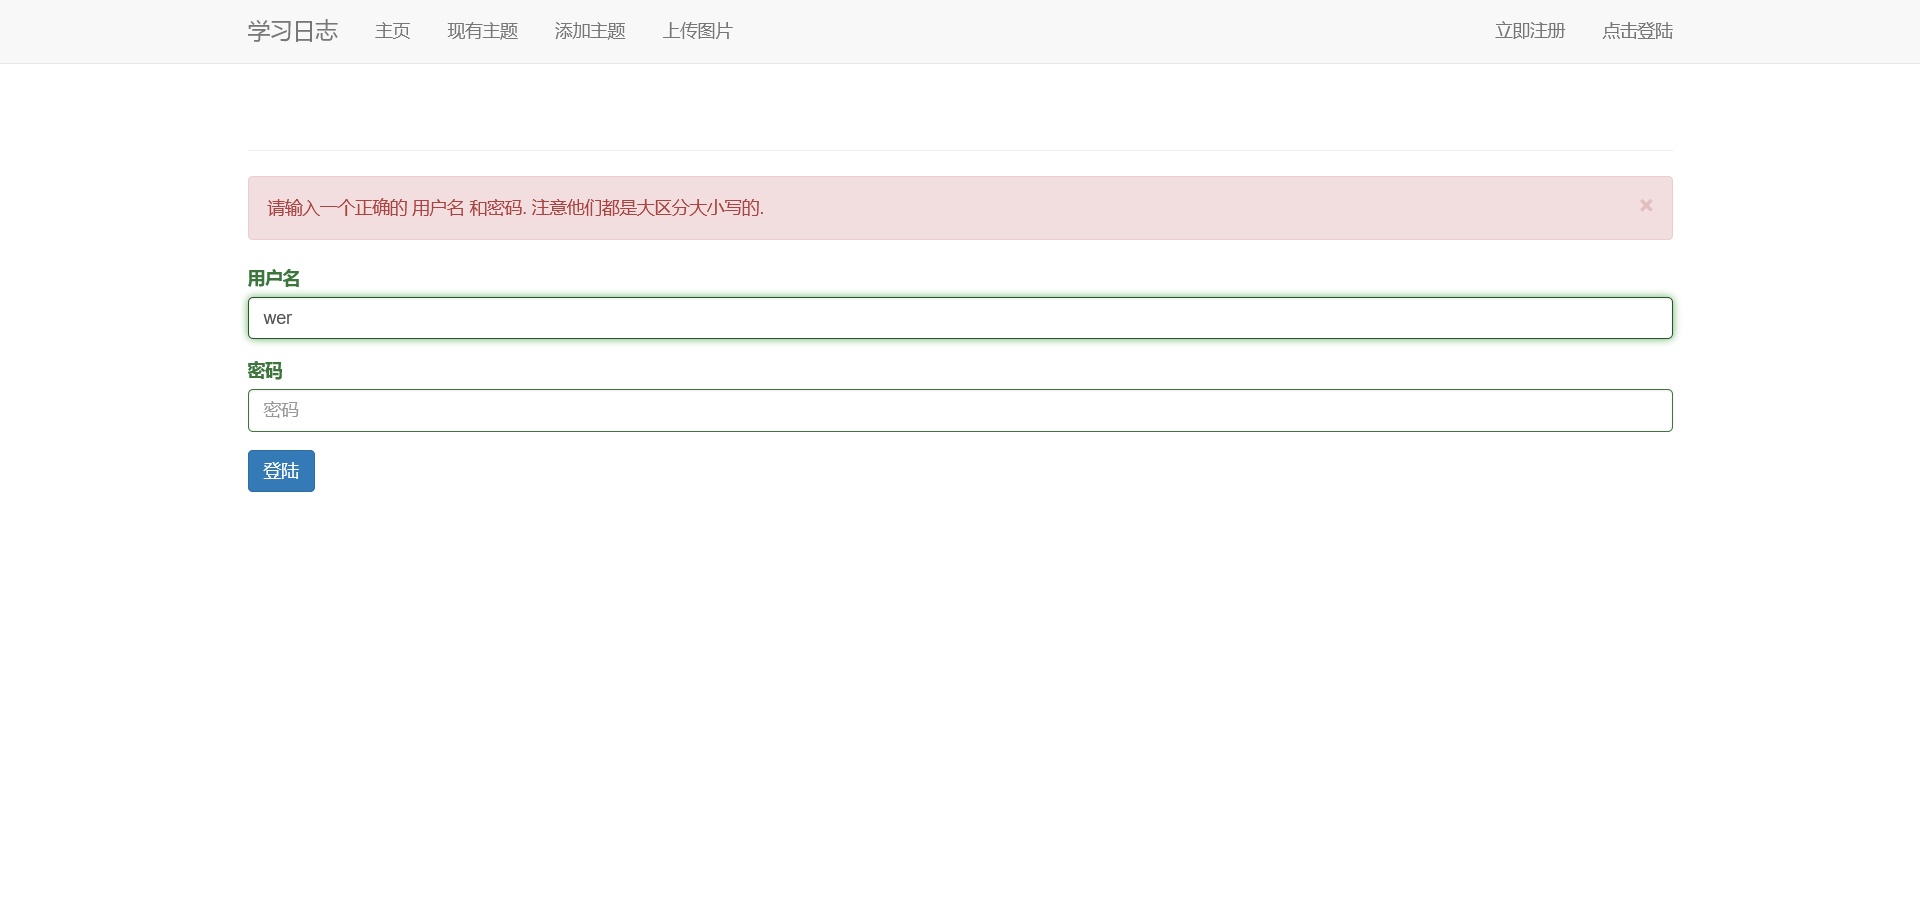 学习日志 主页 现有主题 添加主题 上传图片 立即注册 点击登陆
请输入一个正确的 用户名 和密码. 注意他们都是大区分大小写的. ×
用户名
wer
密码
密码
登陆